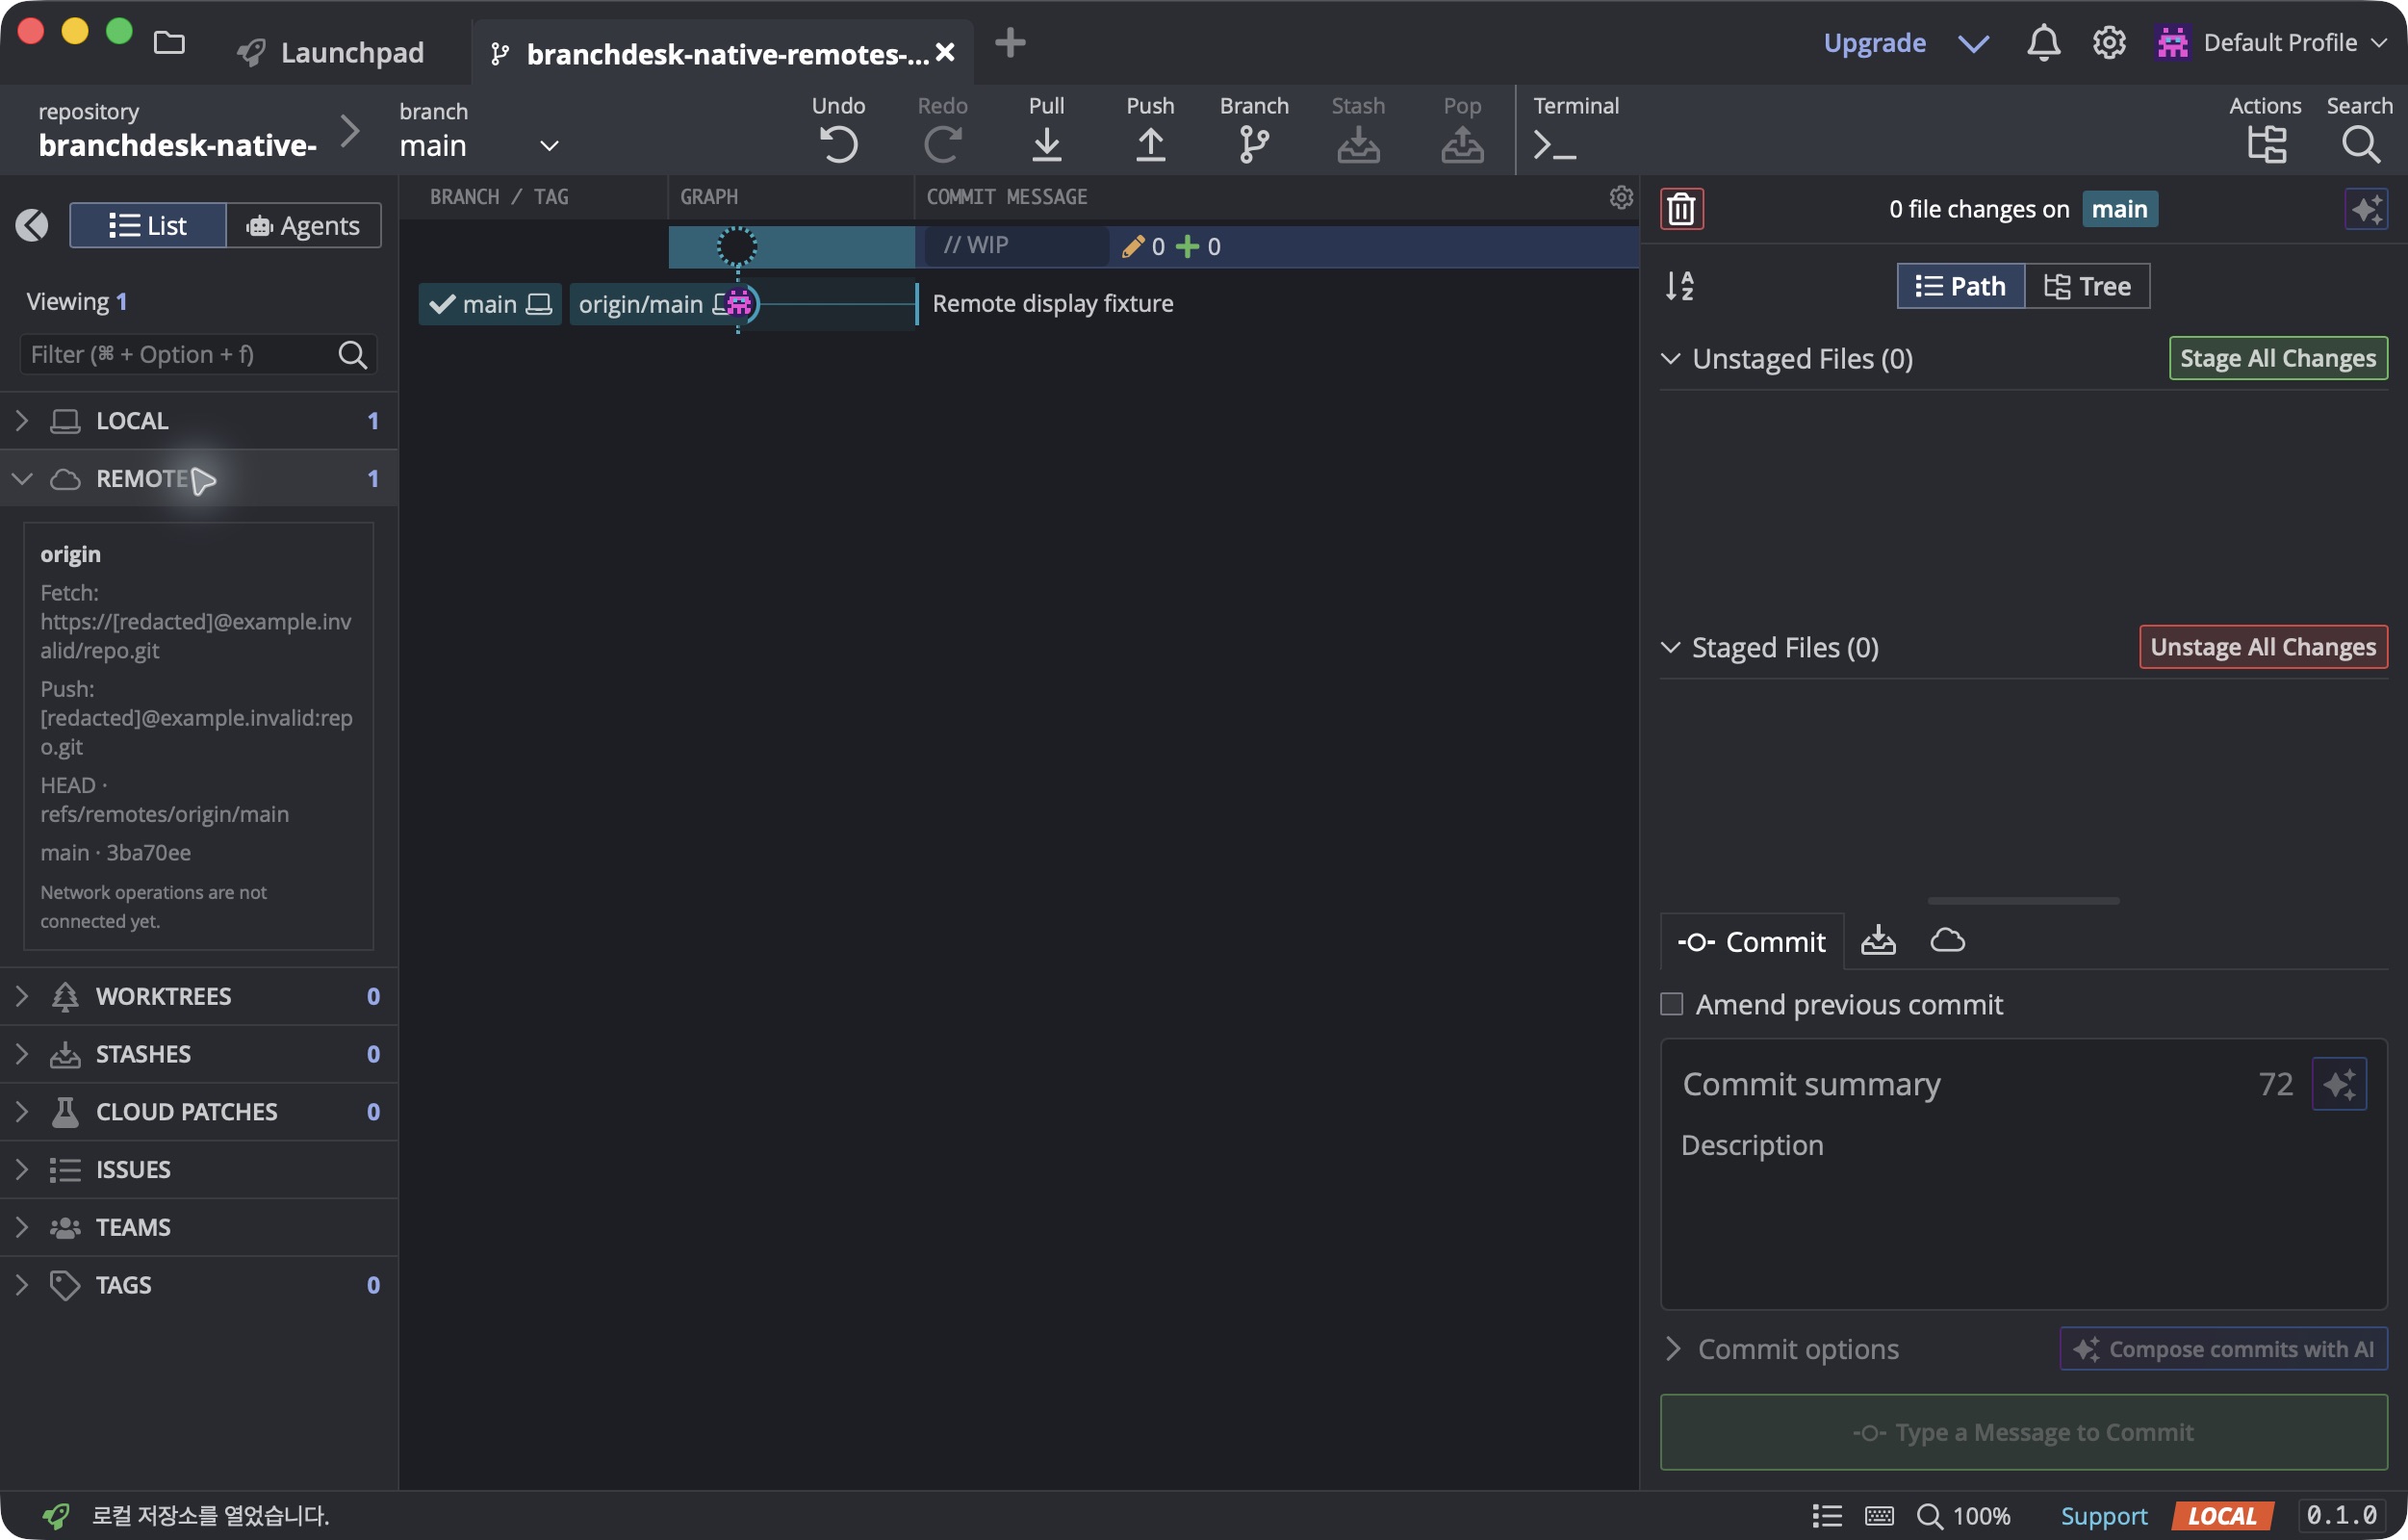 Launchpad
branchdesk-native-remotes-...
Upgrade
Default Profile
repository
branchdesk-native-
branch
main
Undo
Redo
Pull
Push
Branch
Stash
Pop
Terminal
Actions
Search
List
Agents
Viewing 1
Filter (⌘ + Option + f)
LOCAL 1
REMOTE 1
origin
Fetch:
https://[redacted]@example.inv
alid/repo.git
Push:
[redacted]@example.invalid:rep
o.git
HEAD ·
refs/remotes/origin/main
main · 3ba70ee
Network operations are not
connected yet.
WORKTREES 0
STASHES 0
CLOUD PATCHES 0
ISSUES
TEAMS
TAGS 0
BRANCH / TAG
GRAPH
COMMIT MESSAGE
// WIP
0
0
main
origin/main
Remote display fixture
0 file changes on main
Path
Tree
Unstaged Files (0)
Stage All Changes
Staged Files (0)
Unstage All Changes
Commit
Amend previous commit
Commit summary
72
Description
Commit options
Compose commits with AI
Type a Message to Commit
로컬 저장소를 열었습니다.
100%
Support
LOCAL
0.1.0